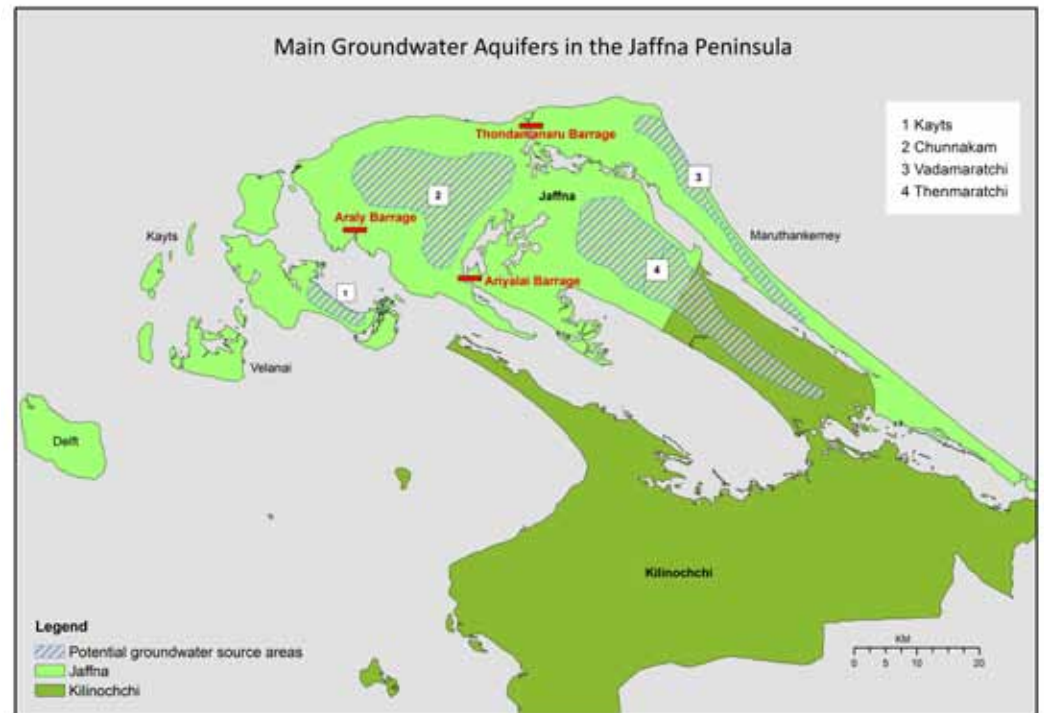 Main Groundwater Aquifers in the Jaffna Peninsula
1 Kayts
2 Chunnakam
3 Vadamaratchi
4 Thenmaratchi
Thondamanaru Barrage
3
2
Jaffna
Araly Barrage
Maruthankerney
Kayts
4
Ariyalai Barrage
1
Velanai
Delft
Kilinochchi
Legend
Potential groundwater source areas
Jaffna
Kilinochchi
KM
0 5 10 20